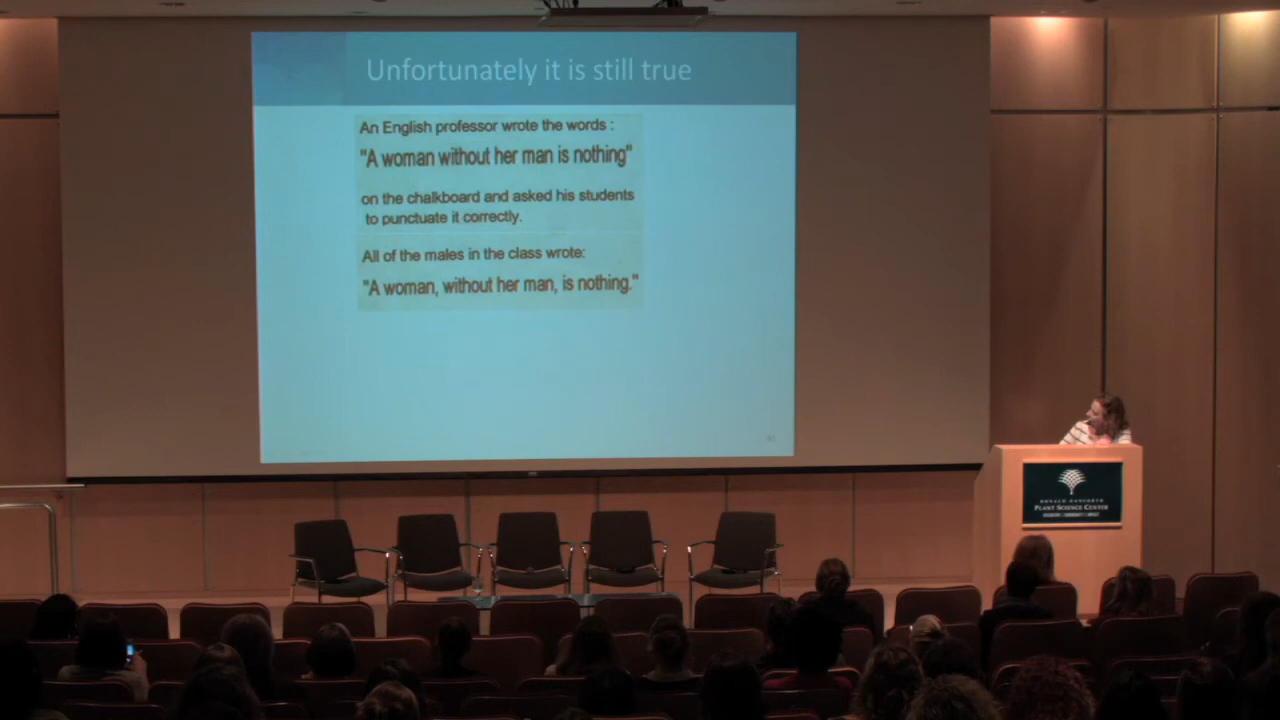 Unfortunately it is still true
An English professor wrote the words :
"A woman without her man is nothing"
on the chalkboard and asked his students
to punctuate it correctly.
All of the males in the class wrote:
"A woman, without her man, is nothing."
DONALD DANFORTH
PLANT SCIENCE CENTER